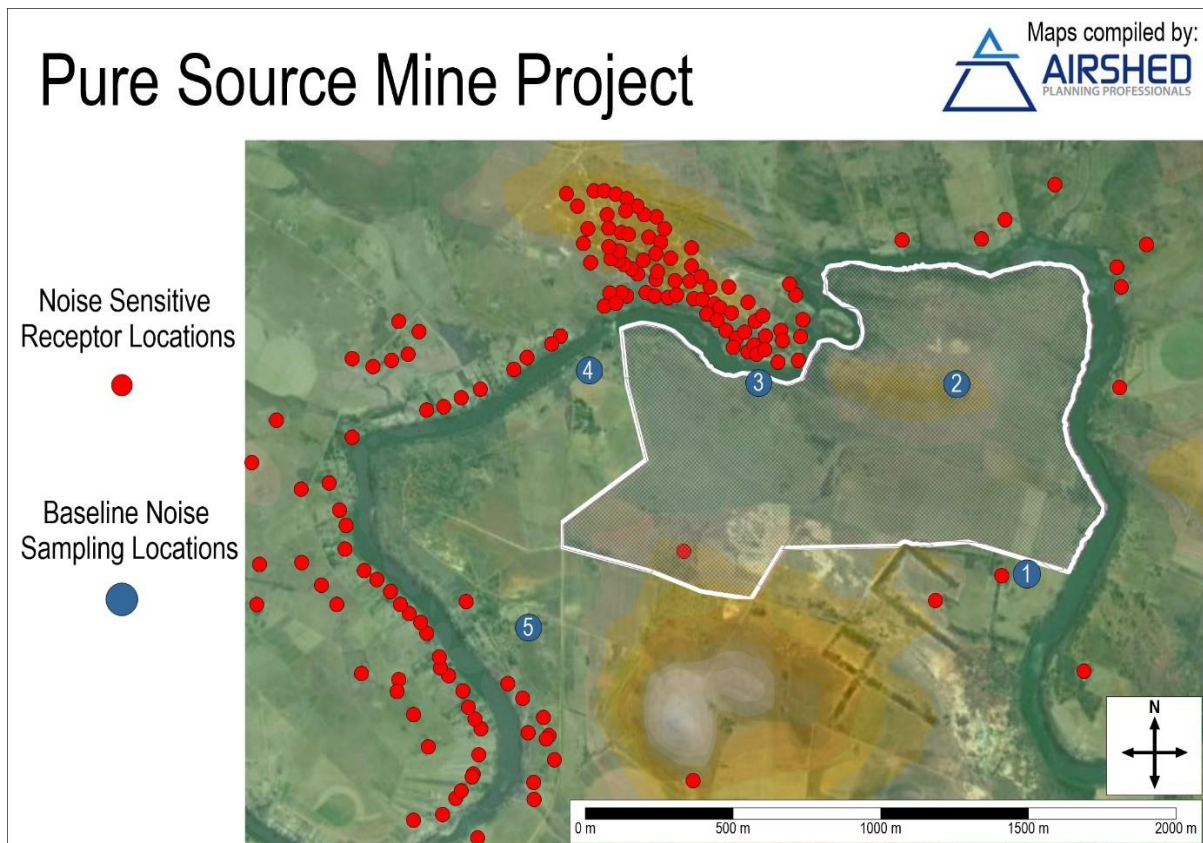 Pure Source Mine Project
Maps compiled by:
AIRSHED
PLANNING PROFESSIONALS
Noise Sensitive
Receptor Locations
Baseline Noise
Sampling Locations
4
3
2
1
5
N
0 m 500 m 1000 m 1500 m 2000 m